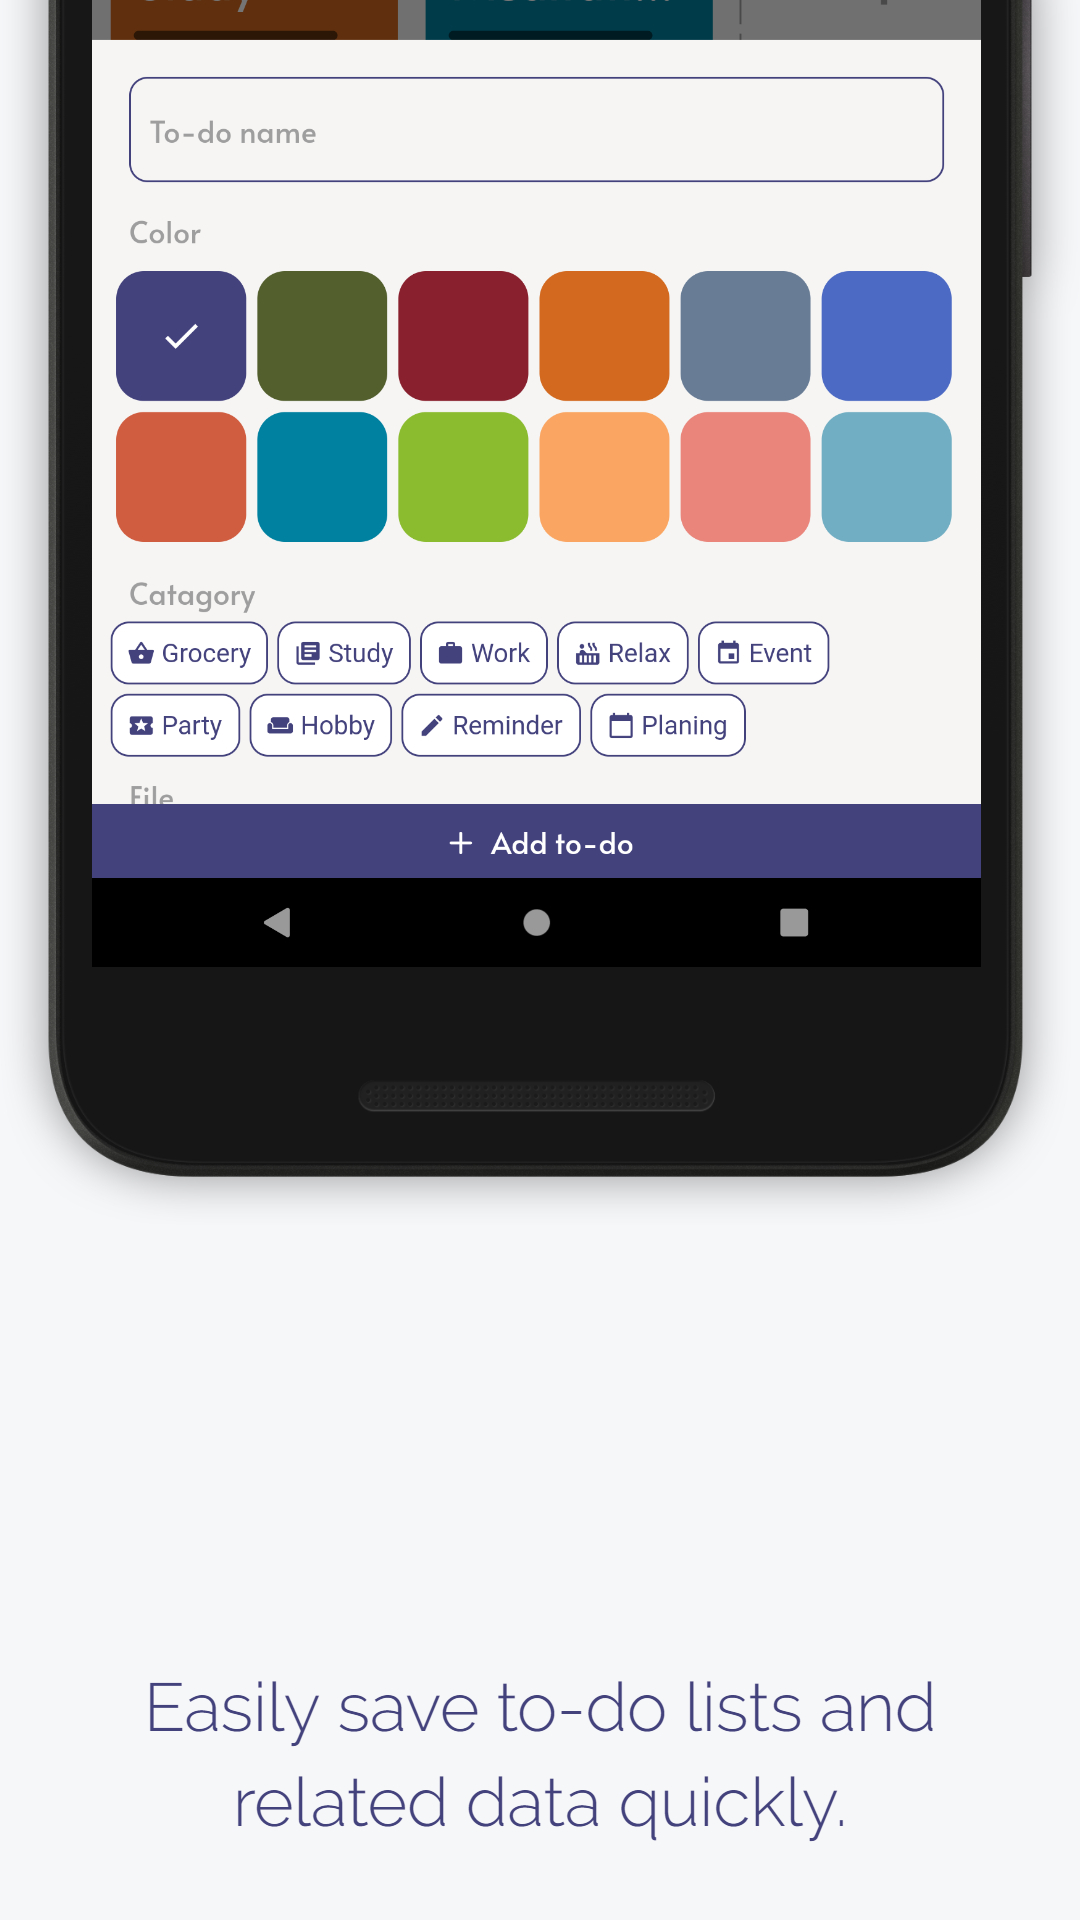 To-do name
Color
Catagory
Grocery Study Work Relax Event
Party Hobby Reminder Planing
File
+ Add to-do
Easily save to-do lists and
related data quickly.